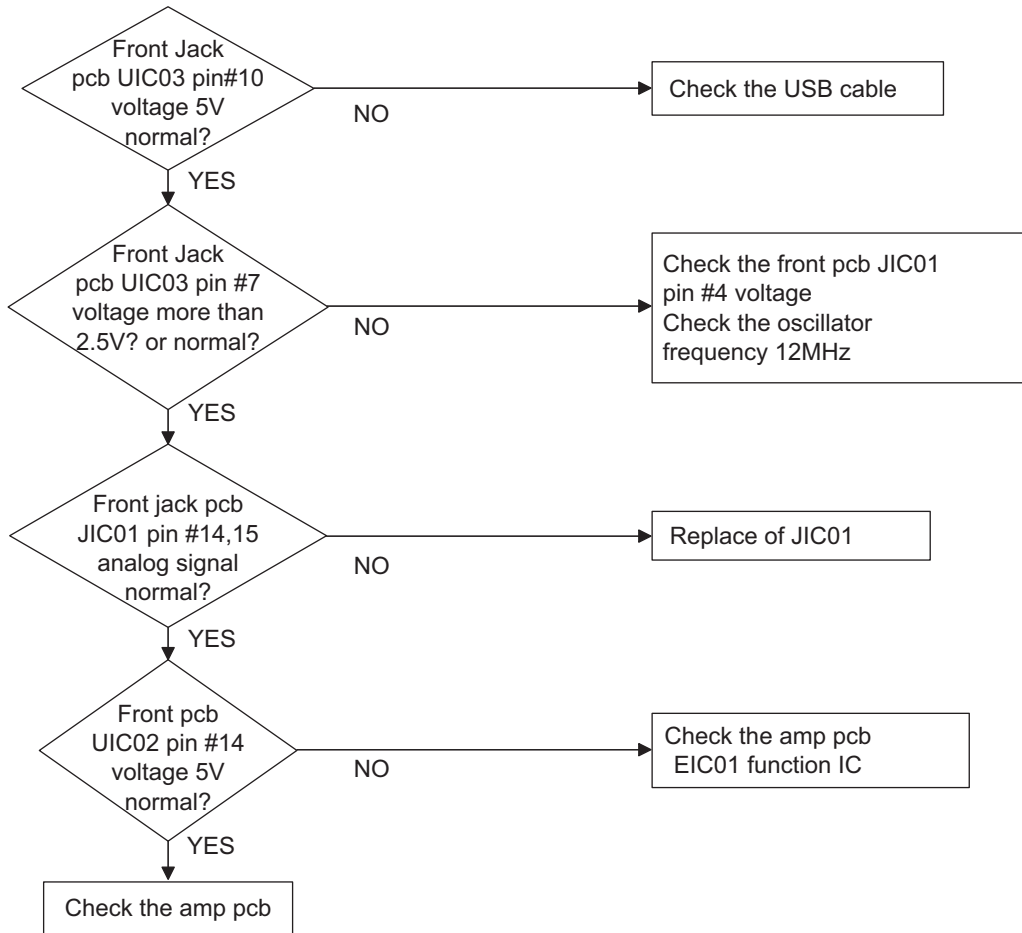 Front Jack
pcb UIC03 pin#10
voltage 5V
normal?
NO
Check the USB cable
YES
Front Jack
pcb UIC03 pin #7
voltage more than
2.5V? or normal?
NO
Check the front pcb JIC01
pin #4 voltage
Check the oscillator
frequency 12MHz
YES
Front jack pcb
JIC01 pin #14,15
analog signal
normal?
NO
Replace of JIC01
YES
Front pcb
UIC02 pin #14
voltage 5V
normal?
NO
Check the amp pcb
EIC01 function IC
YES
Check the amp pcb